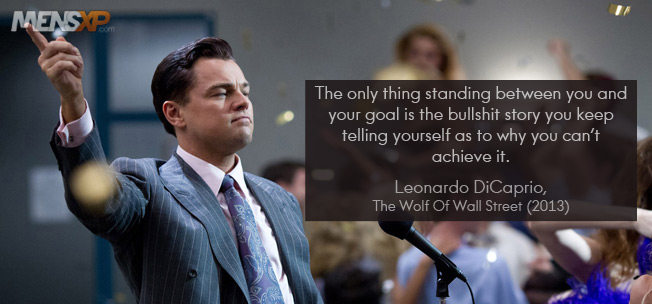 MENSXP
.com
The only thing standing between you and
your goal is the bullshit story you keep
telling yourself as to why you can't
achieve it.
Leonardo DiCaprio,
The Wolf Of Wall Street (2013)